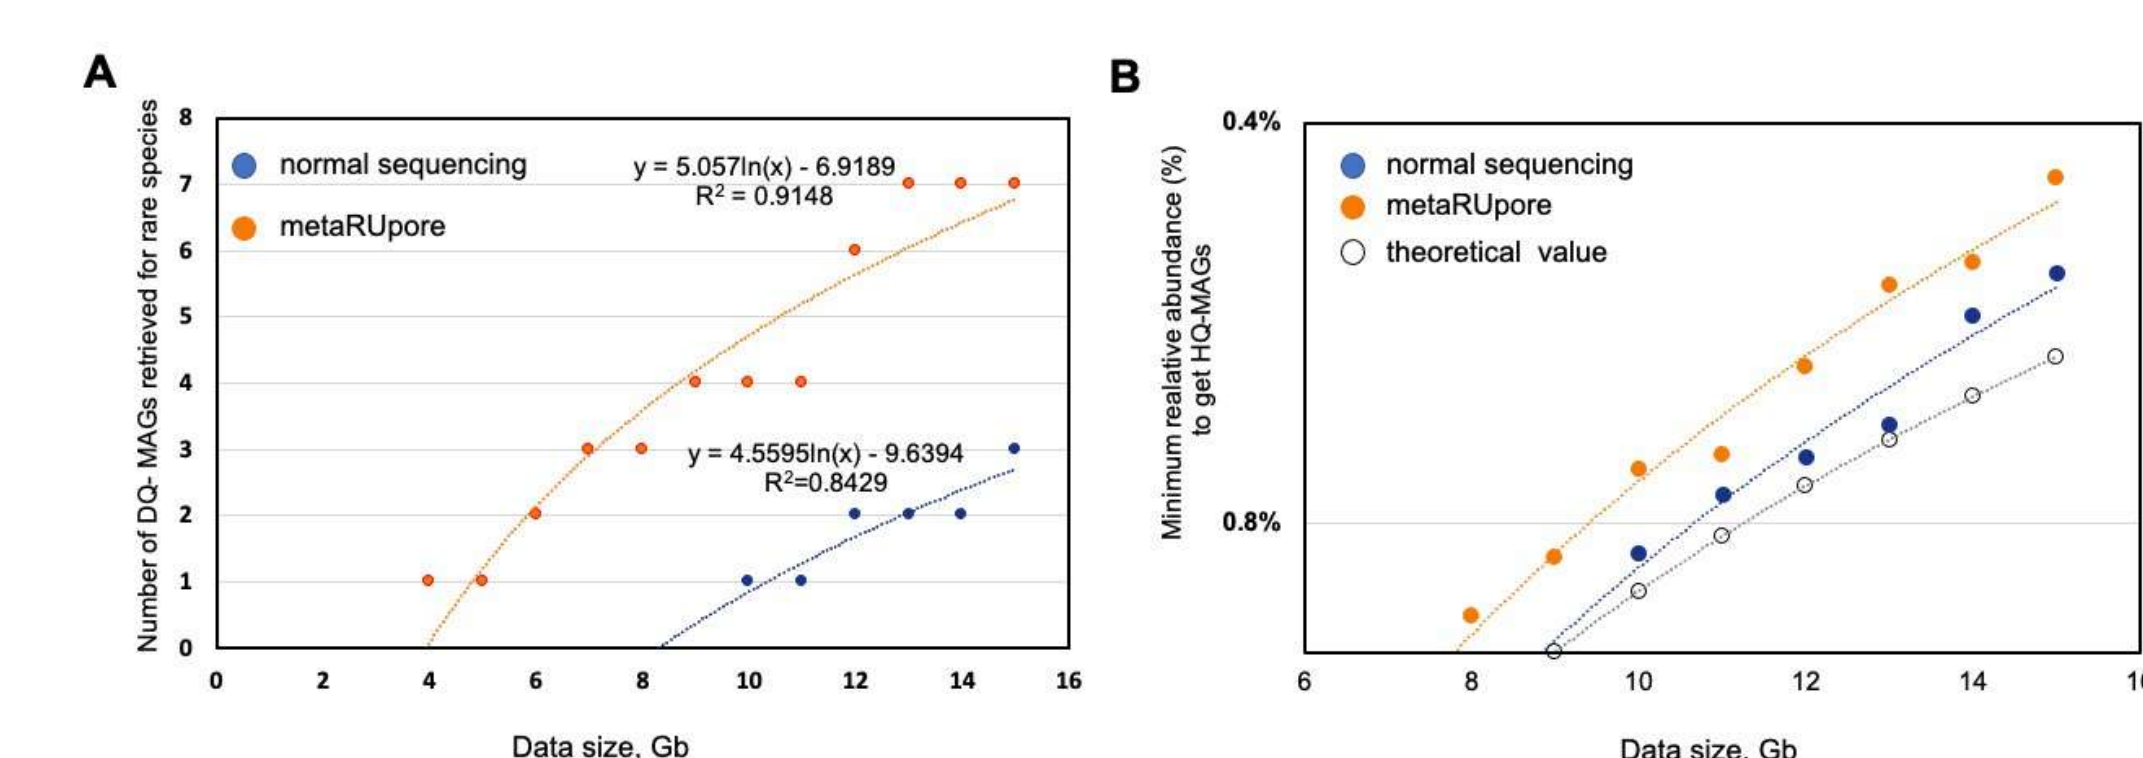 A
Number of DQ- MAGs retrieved for rare species
8
7
6
5
4
3
2
1
0
normal sequencing
metaRUpore
y = 5.057ln(x) - 6.9189
R² = 0.9148
y = 4.5595ln(x) - 9.6394
R²=0.8429
0 2 4 6 8 10 12 14 16
Data size, Gb
B
Minimum realative abundance (%)
to get HQ-MAGs
0.4%
0.8%
normal sequencing
metaRUpore
theoretical value
6 8 10 12 14
Data size, Gb